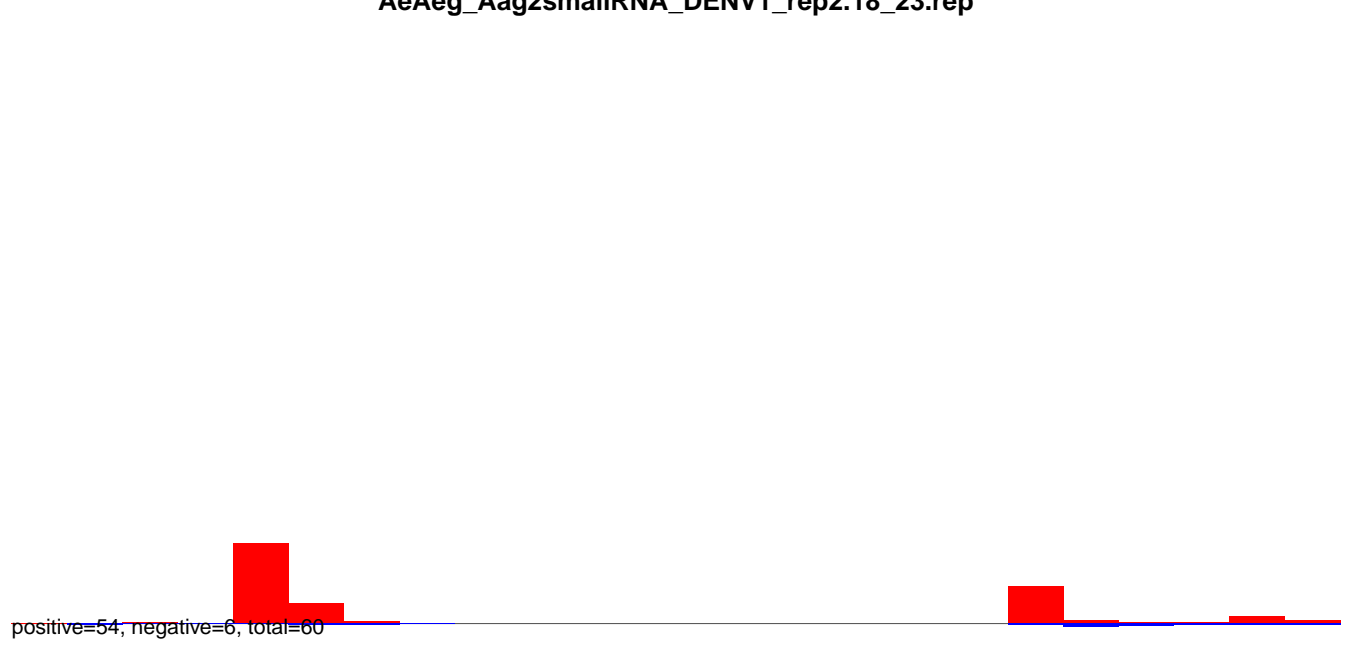 AeAeg_Aag2smallRNA_DENV1_rep2.18_23.rep
positive=54, negative=6, total=60